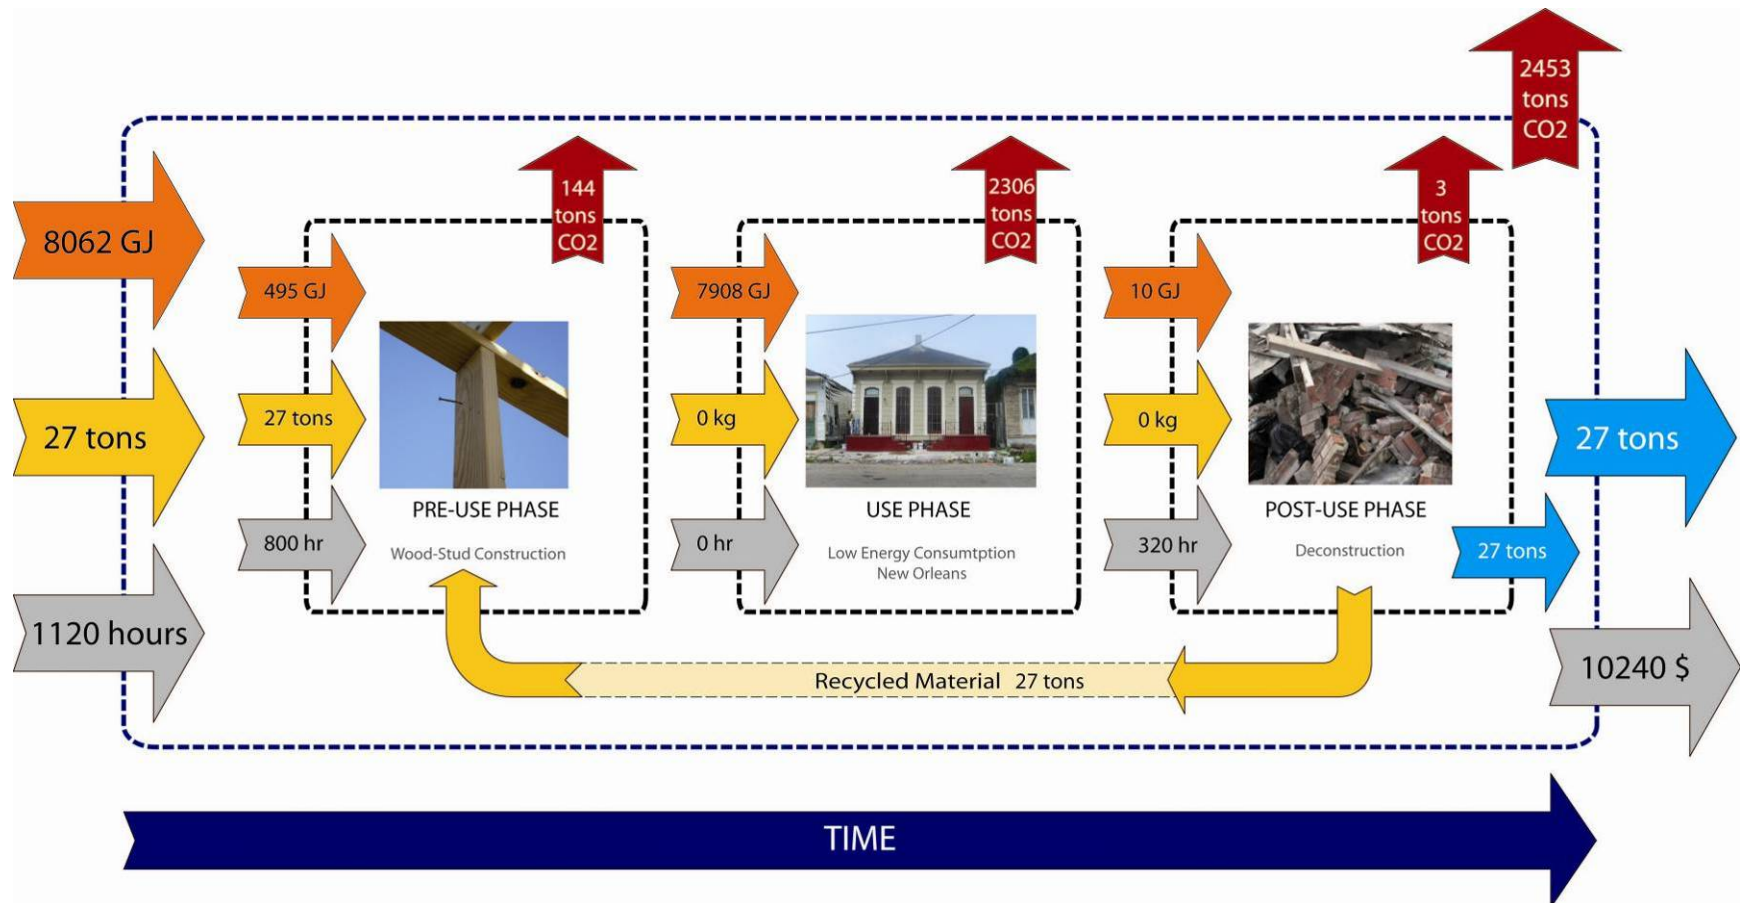 2453
tons
CO2
144
tons
CO2
2306
tons
CO2
3
tons
CO2
8062 GJ
495 GJ
7908 GJ
10 GJ
27 tons
27 tons
0 kg
0 kg
27 tons
PRE-USE PHASE
USE PHASE
POST-USE PHASE
800 hr
Wood-Stud Construction
0 hr
Low Energy Consumtption
New Orleans
320 hr
Deconstruction
27 tons
1120 hours
Recycled Material 27 tons
10240 $
TIME